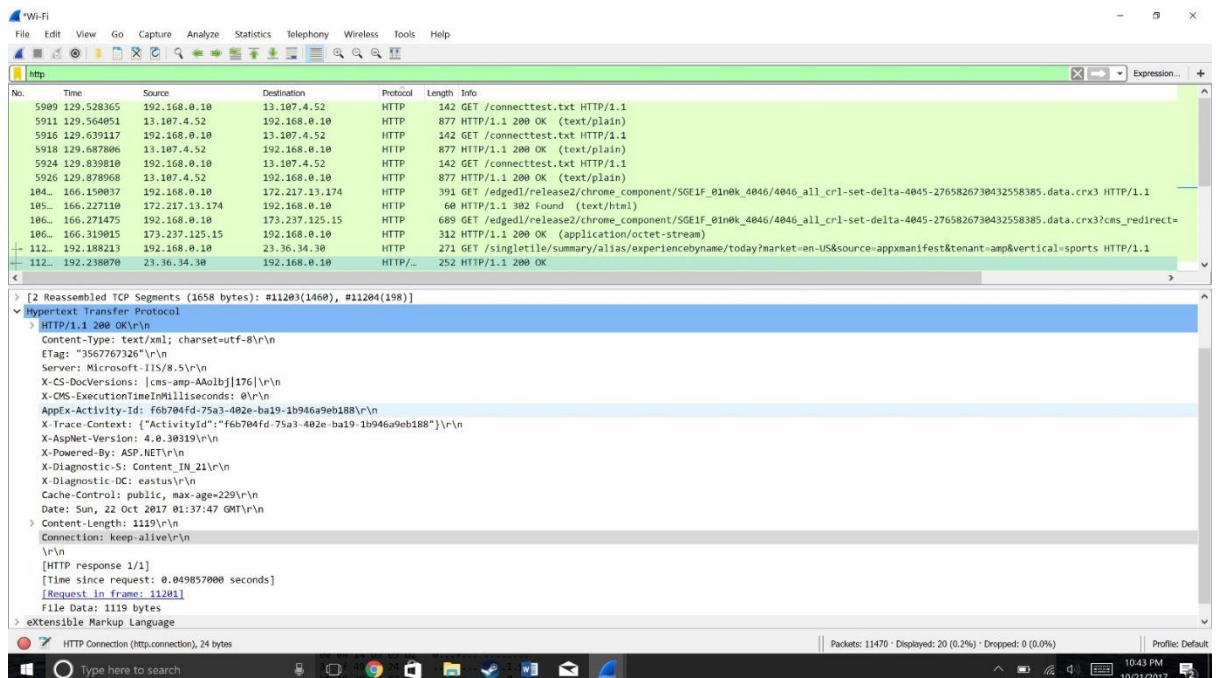 *Wi-Fi
File Edit View Go Capture Analyze Statistics Telephony Wireless Tools Help
http Expression... +
No. Time Source Destination Protocol Length Info
5909 129.528365 192.168.0.10 13.107.4.52 HTTP 142 GET /connecttest.txt HTTP/1.1
5911 129.564051 13.107.4.52 192.168.0.10 HTTP 877 HTTP/1.1 200 OK (text/plain)
5916 129.639117 192.168.0.10 13.107.4.52 HTTP 142 GET /connecttest.txt HTTP/1.1
5918 129.687806 13.107.4.52 192.168.0.10 HTTP 877 HTTP/1.1 200 OK (text/plain)
5924 129.839810 192.168.0.10 13.107.4.52 HTTP 142 GET /connecttest.txt HTTP/1.1
5926 129.878968 13.107.4.52 192.168.0.10 HTTP 877 HTTP/1.1 200 OK (text/plain)
104... 166.150037 192.168.0.10 172.217.13.174 HTTP 391 GET /edgedl/release2/chrome_component/SGE1F_01n0k_4046/4046_all_crl-set-delta-4045-2765826730432558385.data.crx3 HTTP/1.1
105... 166.227110 172.217.13.174 192.168.0.10 HTTP 60 HTTP/1.1 302 Found (text/html)
106... 166.271475 192.168.0.10 173.237.125.15 HTTP 689 GET /edgedl/release2/chrome_component/SGE1F_01n0k_4046/4046_all_crl-set-delta-4045-2765826730432558385.data.crx3?cms_redirect=
106... 166.319015 173.237.125.15 192.168.0.10 HTTP 312 HTTP/1.1 200 OK (application/octet-stream)
112... 192.188213 192.168.0.10 23.36.34.30 HTTP 271 GET /singletile/summary/alias/experiencebyname/today?market=en-US&source=appxmanifest&tenant=amp&vertical=sports HTTP/1.1
112... 192.238070 23.36.34.30 192.168.0.10 HTTP/... 252 HTTP/1.1 200 OK
[2 Reassembled TCP Segments (1658 bytes): #11203(1460), #11204(198)]
Hypertext Transfer Protocol
HTTP/1.1 200 OK\r\n
Content-Type: text/xml; charset=utf-8\r\n
ETag: "3567767326"\r\n
Server: Microsoft-IIS/8.5\r\n
X-CS-DocVersions: |cms-amp-AAolbj|176|\r\n
X-CMS-ExecutionTimeInMilliseconds: 0\r\n
AppEx-Activity-Id: f6b704fd-75a3-402e-ba19-1b946a9eb188\r\n
X-Trace-Context: {"ActivityId":"f6b704fd-75a3-402e-ba19-1b946a9eb188"}\r\n
X-AspNet-Version: 4.0.30319\r\n
X-Powered-By: ASP.NET\r\n
X-Diagnostic-S: Content_IN_21\r\n
X-Diagnostic-DC: eastus\r\n
Cache-Control: public, max-age=229\r\n
Date: Sun, 22 Oct 2017 01:37:47 GMT\r\n
Content-Length: 1119\r\n
Connection: keep-alive\r\n
\r\n
[HTTP response 1/1]
[Time since request: 0.049857000 seconds]
[Request in frame: 11201]
File Data: 1119 bytes
eXtensible Markup Language
HTTP Connection (http.connection), 24 bytes Packets: 11470 · Displayed: 20 (0.2%) · Dropped: 0 (0.0%) Profile: Default
Type here to search 10:43 PM
10/21/2017